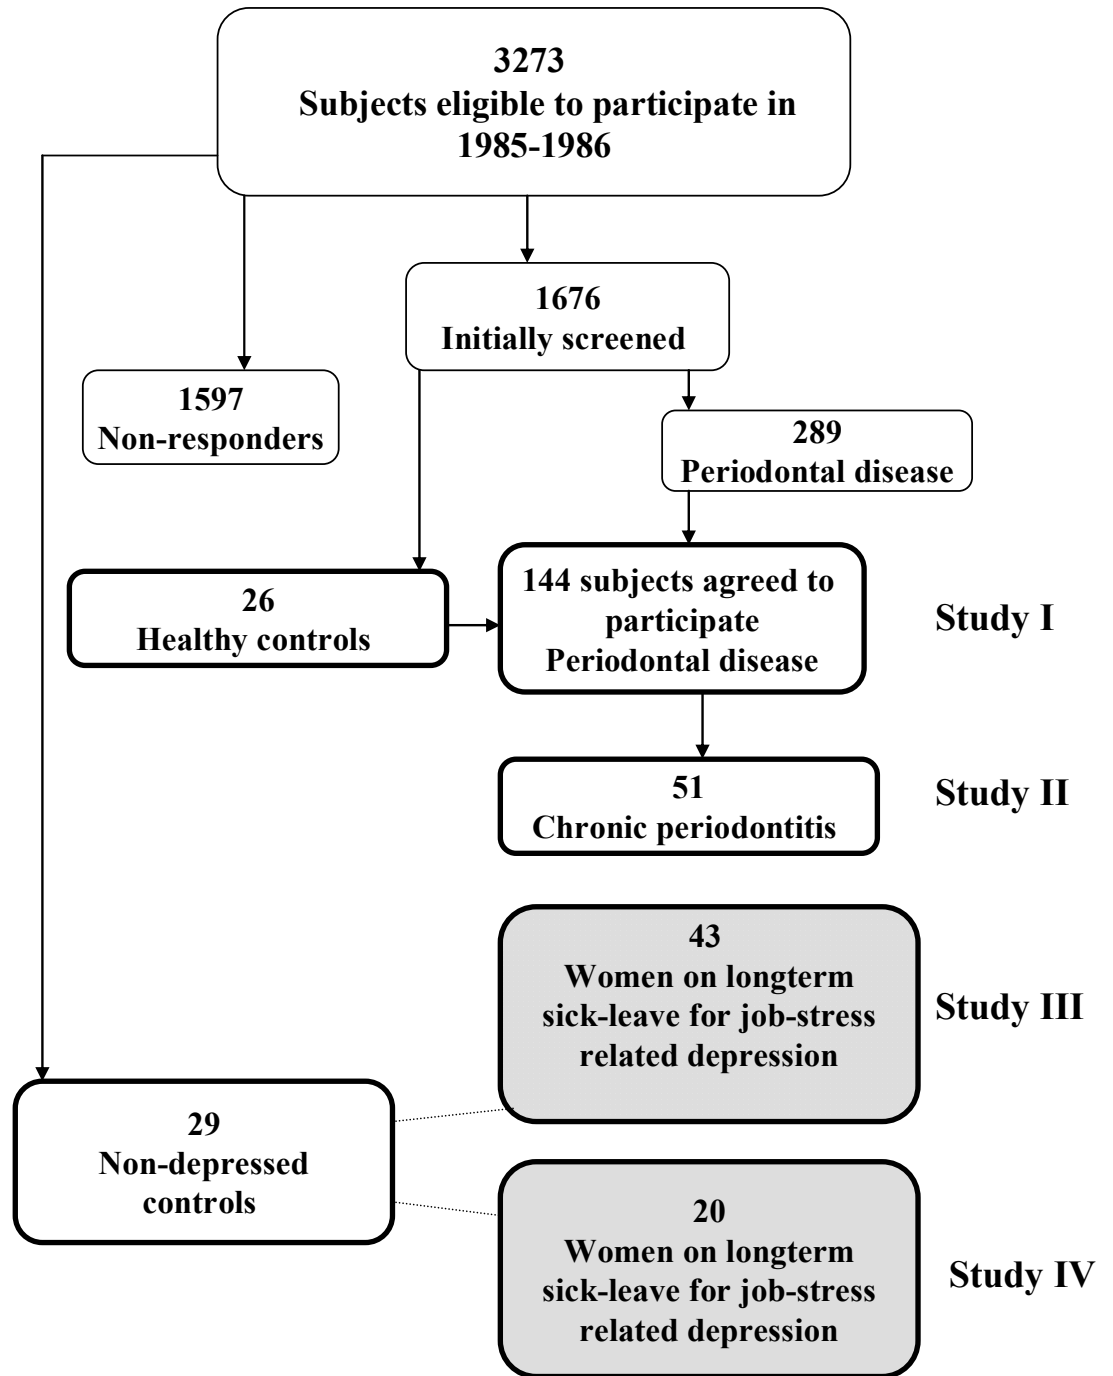 3273
Subjects eligible to participate in
1985-1986
1676
Initially screened
1597
Non-responders
289
Periodontal disease
26
Healthy controls
144 subjects agreed to
participate
Periodontal disease
Study I
51
Chronic periodontitis
Study II
43
Women on longterm
sick-leave for job-stress
related depression
Study III
29
Non-depressed
controls
20
Women on longterm
sick-leave for job-stress
related depression
Study IV